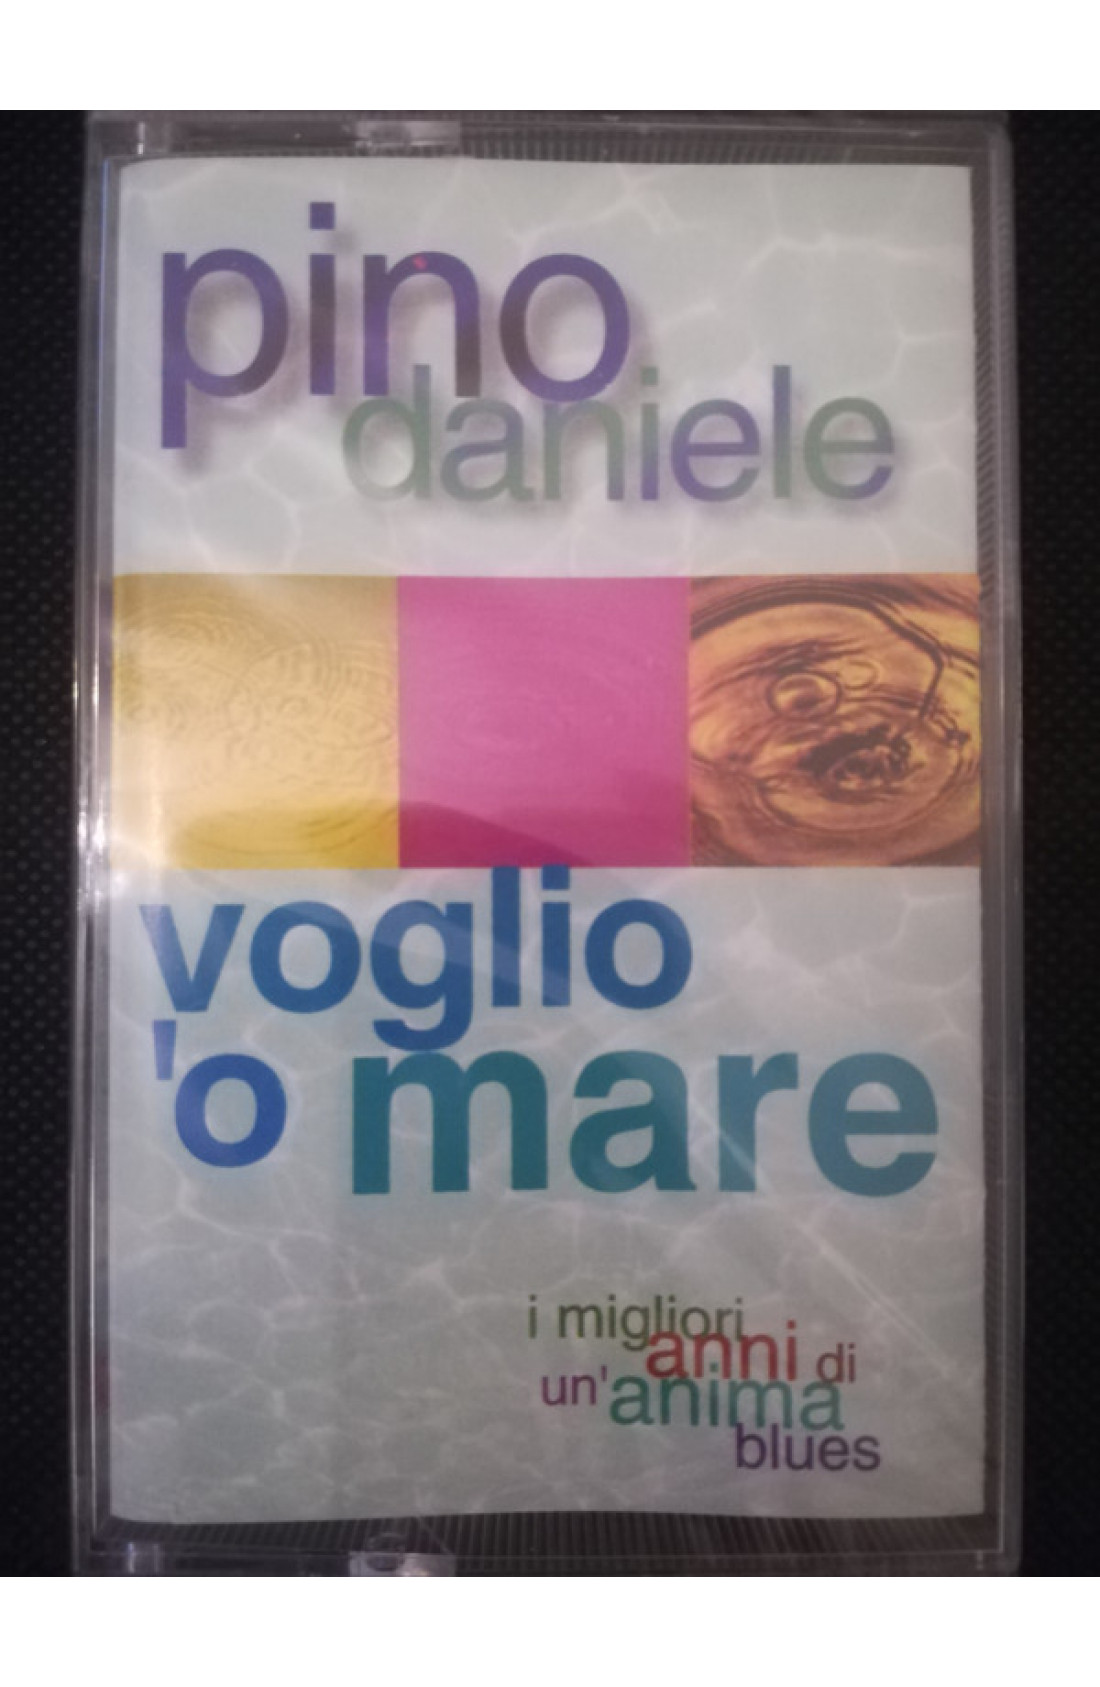 pino
daniele
voglio
'o mare
i migliori
anni di
un'anima
blues